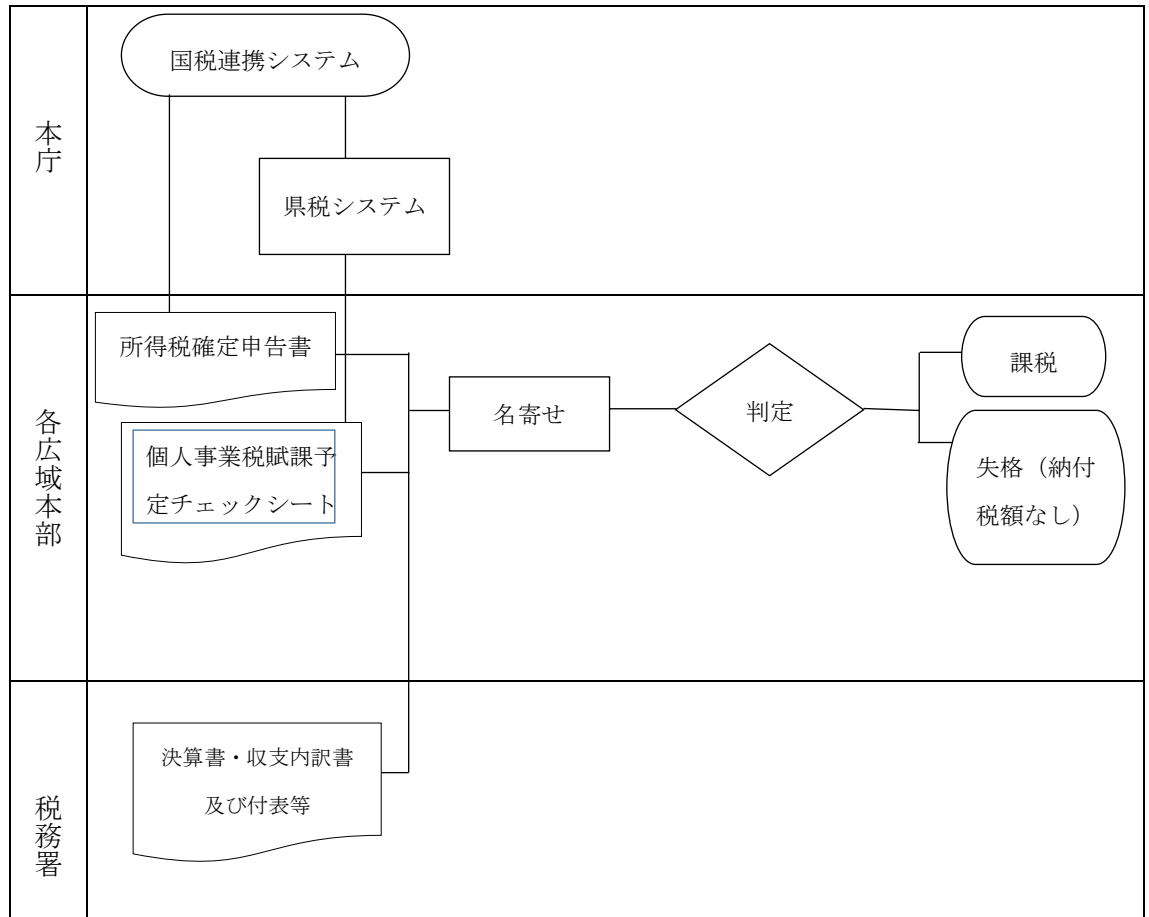 本庁
国税連携システム
県税システム
各広域本部
所得税確定申告書
個人事業税賦課予
定チェックシート
名寄せ
判定
課税
失格（納付
税額なし）
税務署
決算書・収支内訳書
及び付表等